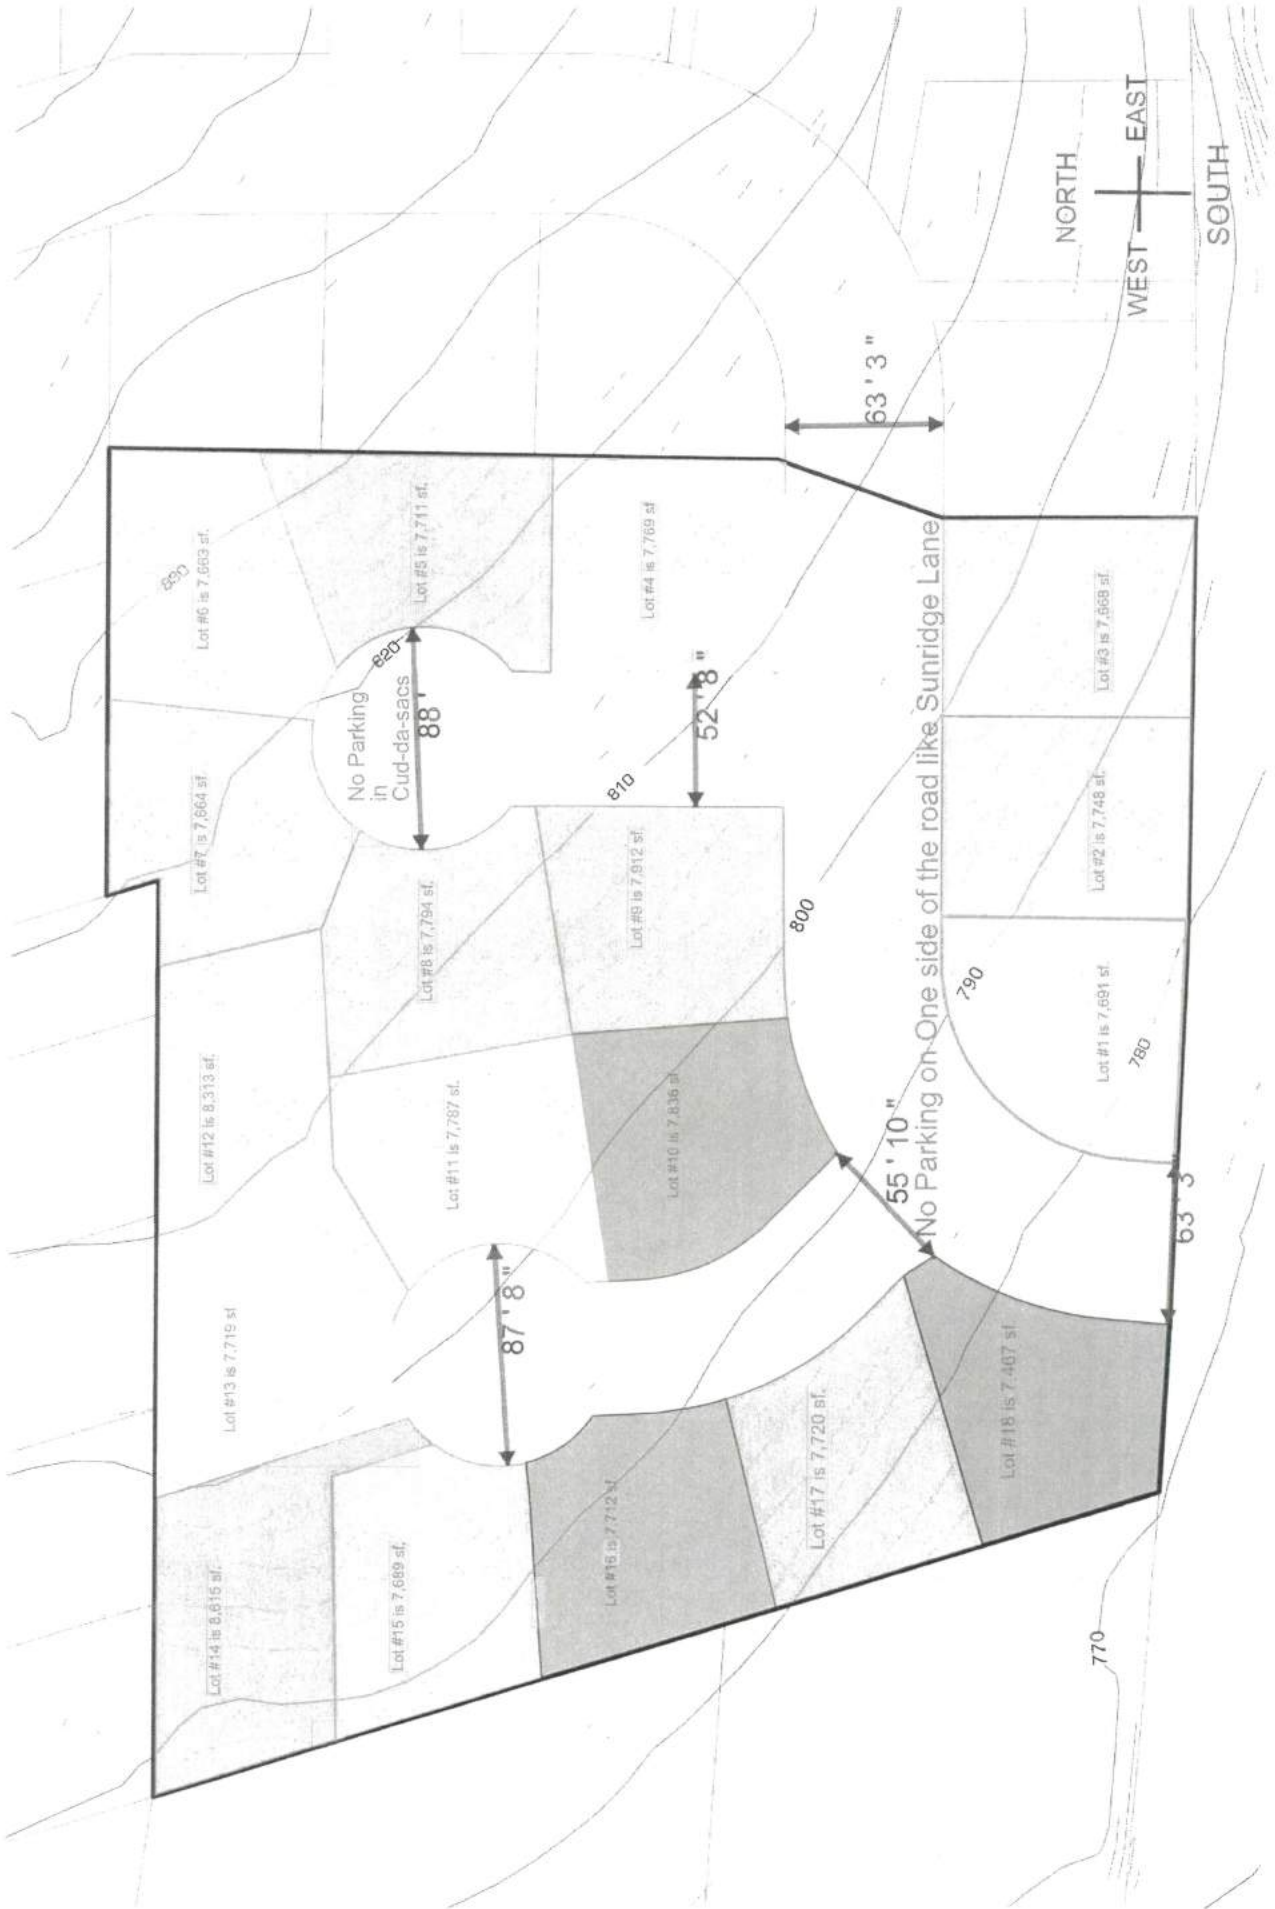 830
Lot #6 is 7,663 sf.
Lot #7 is 7,664 sf.
Lot #12 is 8,313 sf.
Lot #13 is 7,719 sf
Lot #14 is 8,615 sf.
820
No Parking
in
Cud-da-sacs
88 '
Lot #5 is 7,711 sf.
Lot #8 is 7,794 sf.
Lot #11 is 7,787 sf.
87 ' 8 "
Lot #15 is 7,689 sf.
Lot #4 is 7,769 sf
52 ' 8 "
810
Lot #9 is 7,912 sf.
Lot #10 is 7,836 sf
Lot #16 is 7,712 sf
63 ' 3 "
800
55 ' 10 "
Lot #17 is 7,720 sf.
No Parking on One side of the road like Sunridge Lane
790
Lot #18 is 7,467 sf
Lot #3 is 7,668 sf.
Lot #2 is 7,748 sf.
Lot #1 is 7,691 sf.
780
63 ' 3
770
NORTH
WEST
EAST
SOUTH